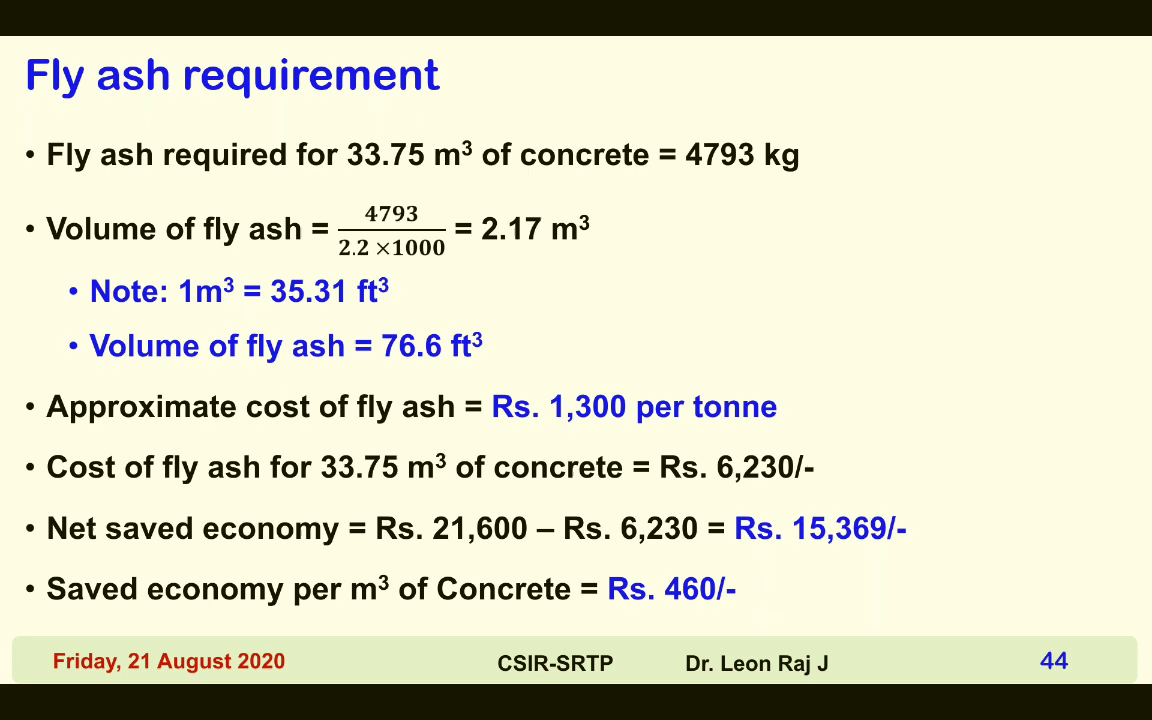 Fly ash requirement
• Fly ash required for 33.75 m³ of concrete = 4793 kg
• Volume of fly ash = 4793 / 2.2 ×1000 = 2.17 m³
• Note: 1m³ = 35.31 ft³
• Volume of fly ash = 76.6 ft³
• Approximate cost of fly ash = Rs. 1,300 per tonne
• Cost of fly ash for 33.75 m³ of concrete = Rs. 6,230/-
• Net saved economy = Rs. 21,600 – Rs. 6,230 = Rs. 15,369/-
• Saved economy per m³ of Concrete = Rs. 460/-
Friday, 21 August 2020 CSIR-SRTP Dr. Leon Raj J 44